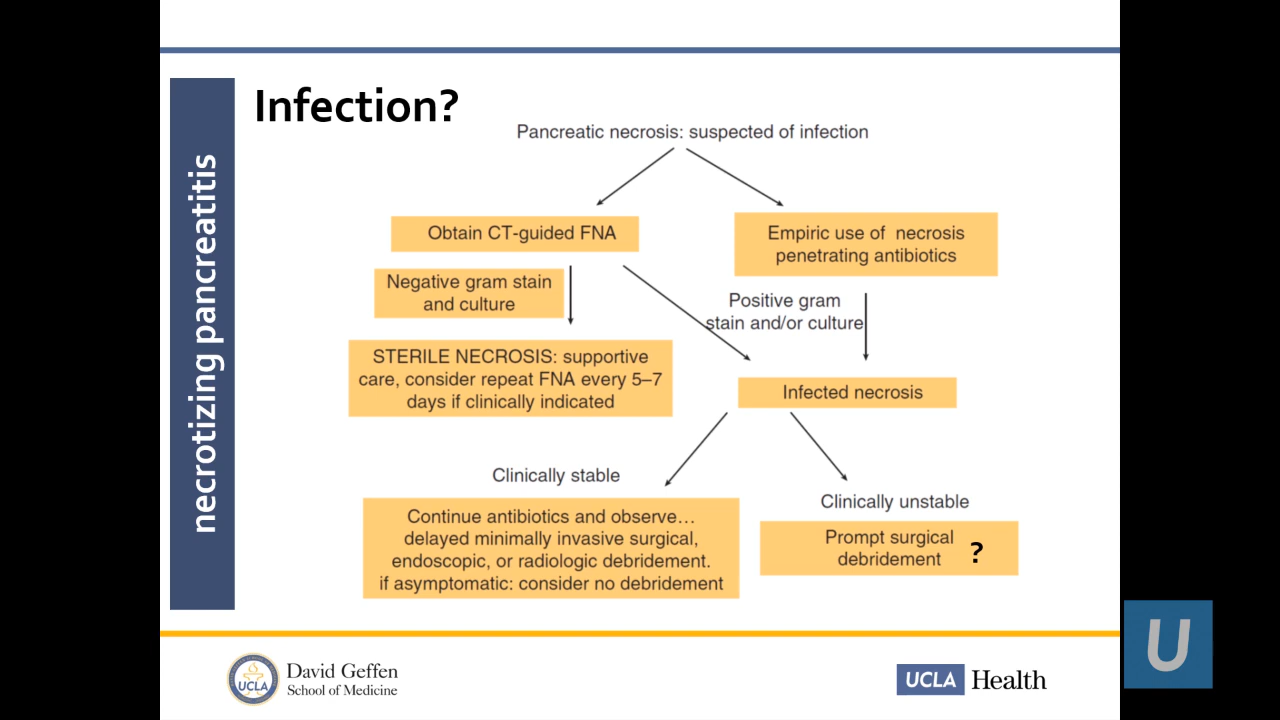 Infection?
necrotizing pancreatitis
Pancreatic necrosis: suspected of infection
Obtain CT-guided FNA
Empiric use of necrosis
penetrating antibiotics
Negative gram stain
and culture
Positive gram
stain and/or culture
STERILE NECROSIS: supportive
care, consider repeat FNA every 5–7
days if clinically indicated
Infected necrosis
Clinically stable
Continue antibiotics and observe…
delayed minimally invasive surgical,
endoscopic, or radiologic debridement.
if asymptomatic: consider no debridement
Clinically unstable
Prompt surgical
debridement ?
UCLA
David Geffen
School of Medicine
UCLA Health
U